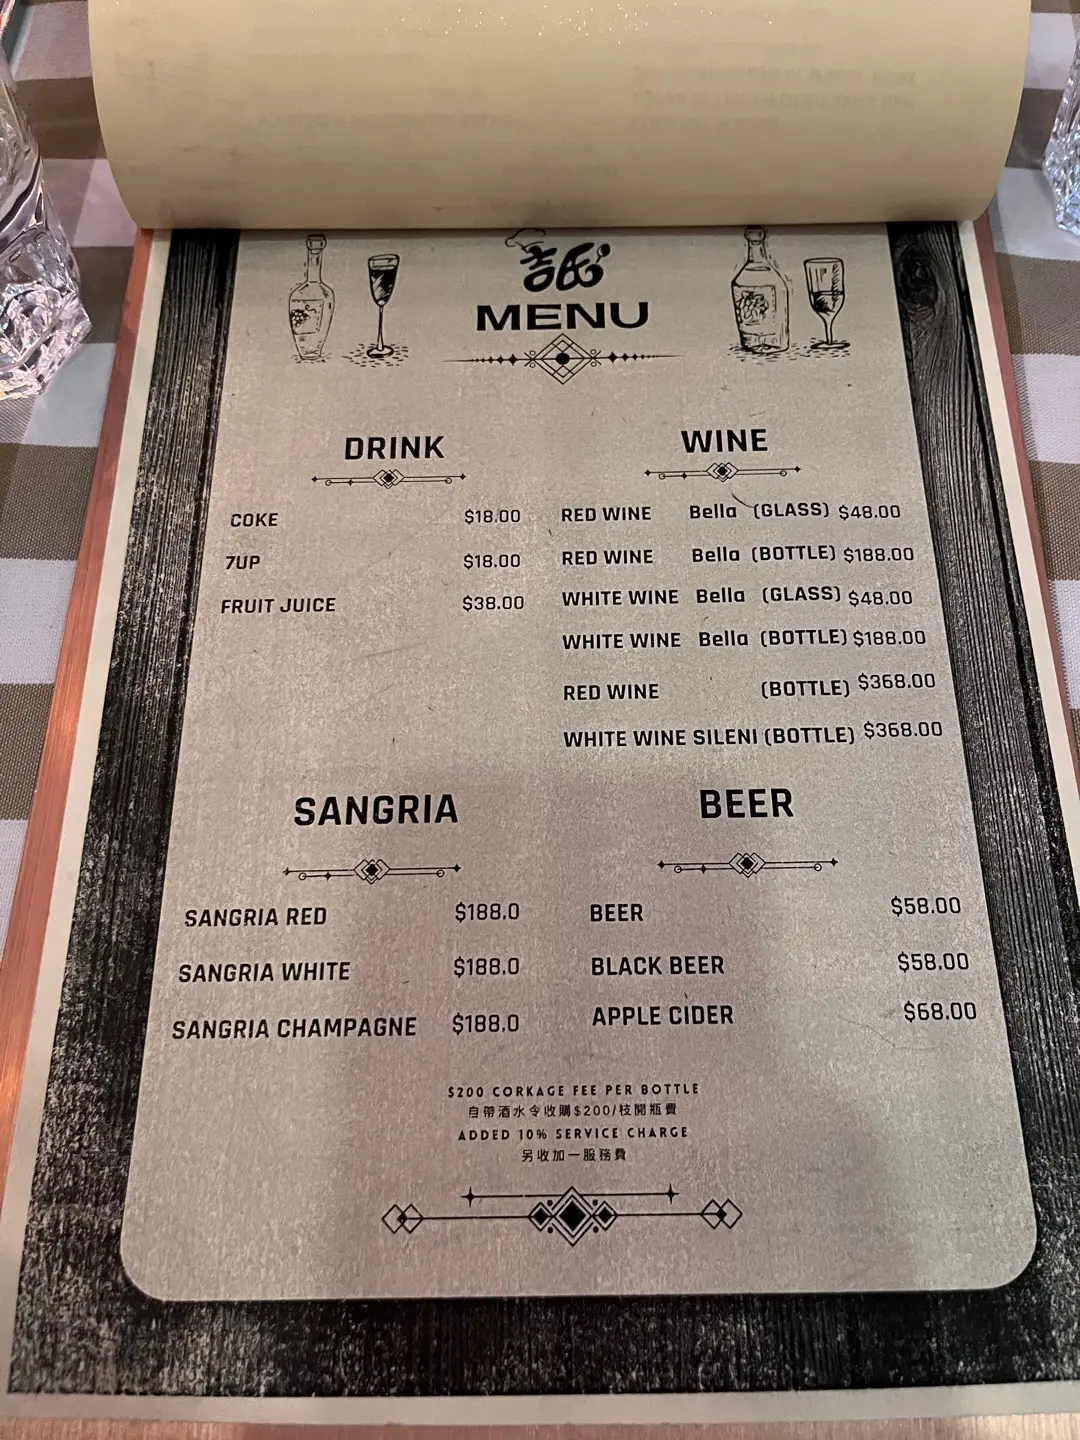 MENU
DRINK
COKE $18.00
7UP $18.00
FRUIT JUICE $38.00
WINE
RED WINE Bella (GLASS) $48.00
RED WINE Bella (BOTTLE) $188.00
WHITE WINE Bella (GLASS) $48.00
WHITE WINE Bella (BOTTLE) $188.00
RED WINE (BOTTLE) $368.00
WHITE WINE SILENI (BOTTLE) $368.00
SANGRIA
SANGRIA RED $188.0
SANGRIA WHITE $188.0
SANGRIA CHAMPAGNE $188.0
BEER
BEER $58.00
BLACK BEER $58.00
APPLE CIDER $68.00
$200 CORKAGE FEE PER BOTTLE
自帶酒水令收購$200/枝開瓶費
ADDED 10% SERVICE CHARGE
另收加一服務費